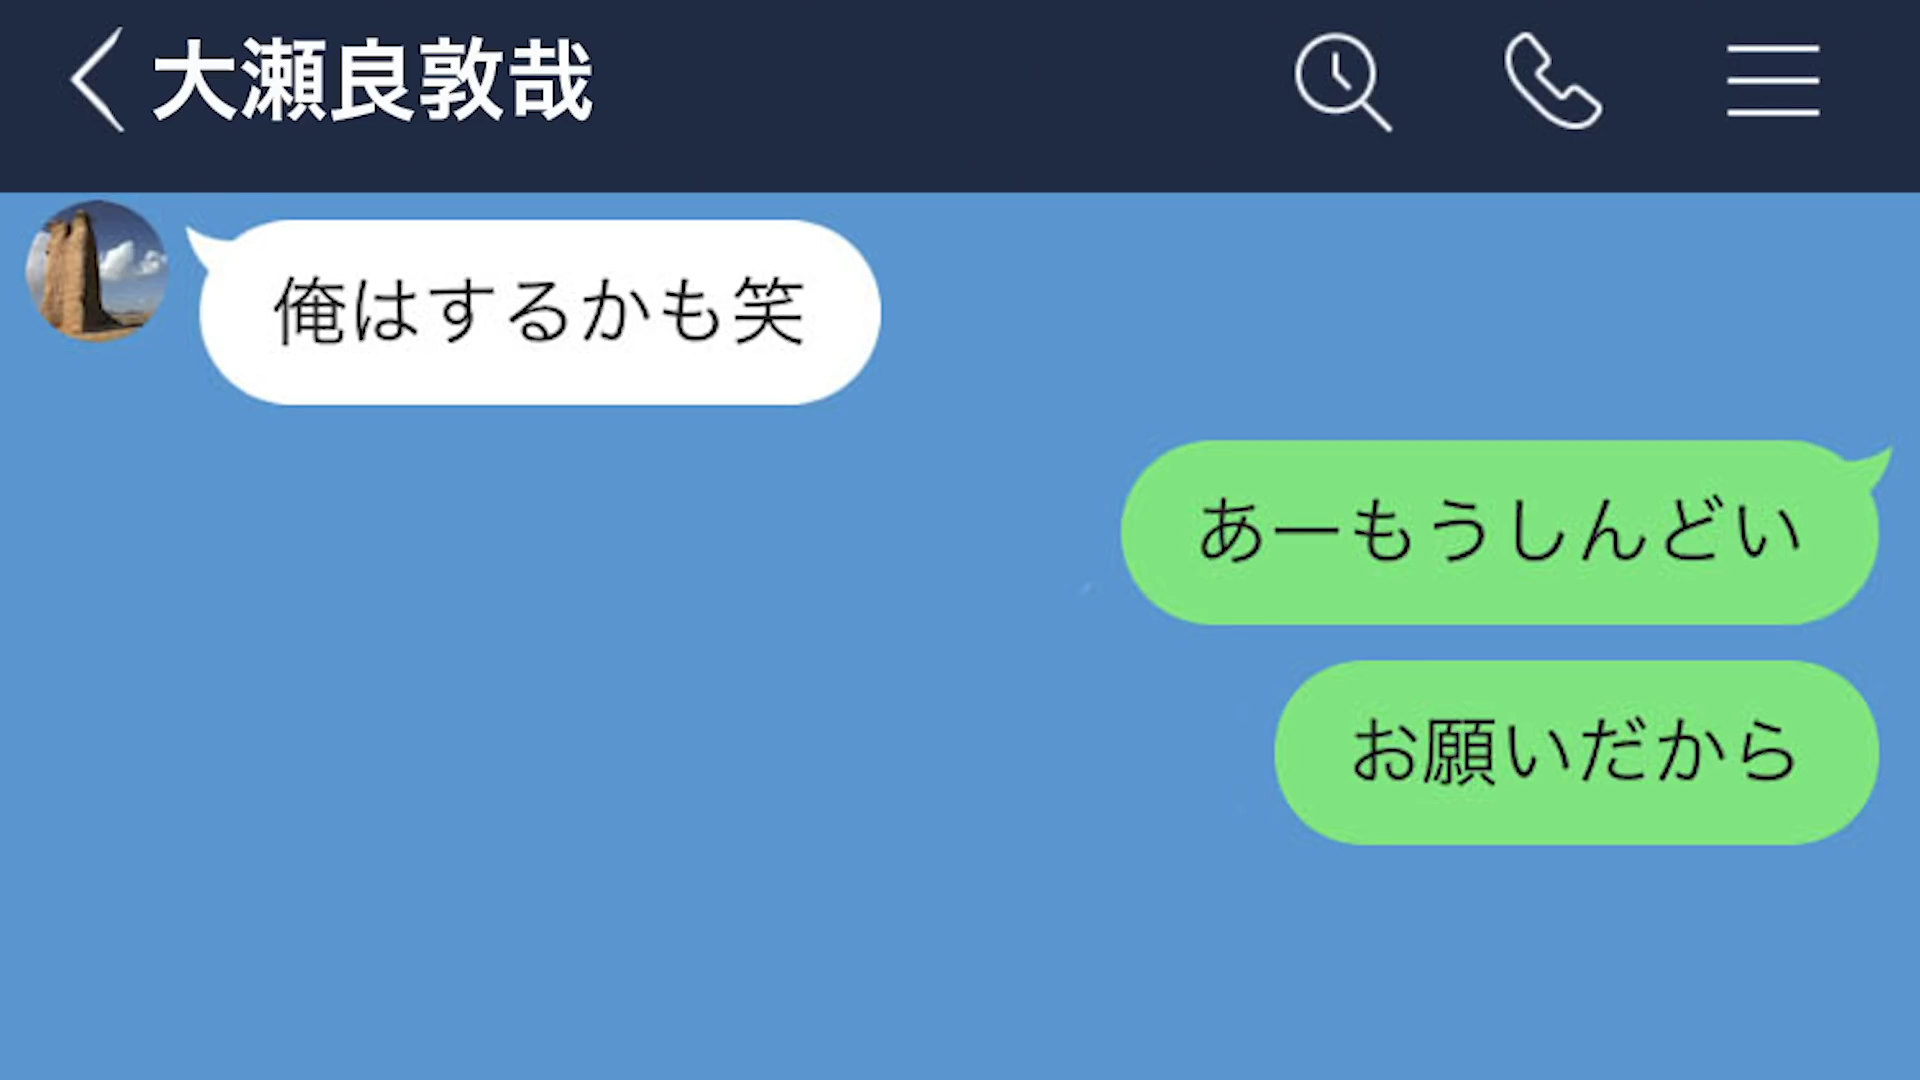 大瀬良敦哉
俺はするかも笑
あーもうしんどい
お願いだから